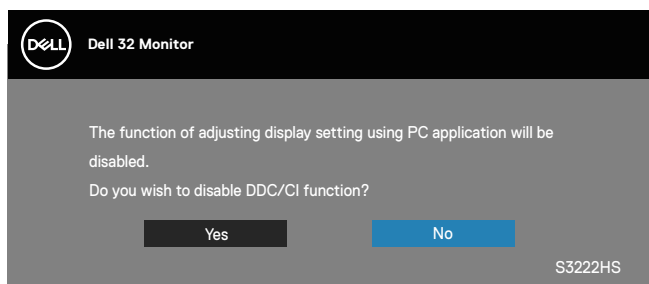 DELL
Dell 32 Monitor
The function of adjusting display setting using PC application will be
disabled.
Do you wish to disable DDC/CI function?
Yes
No
S3222HS